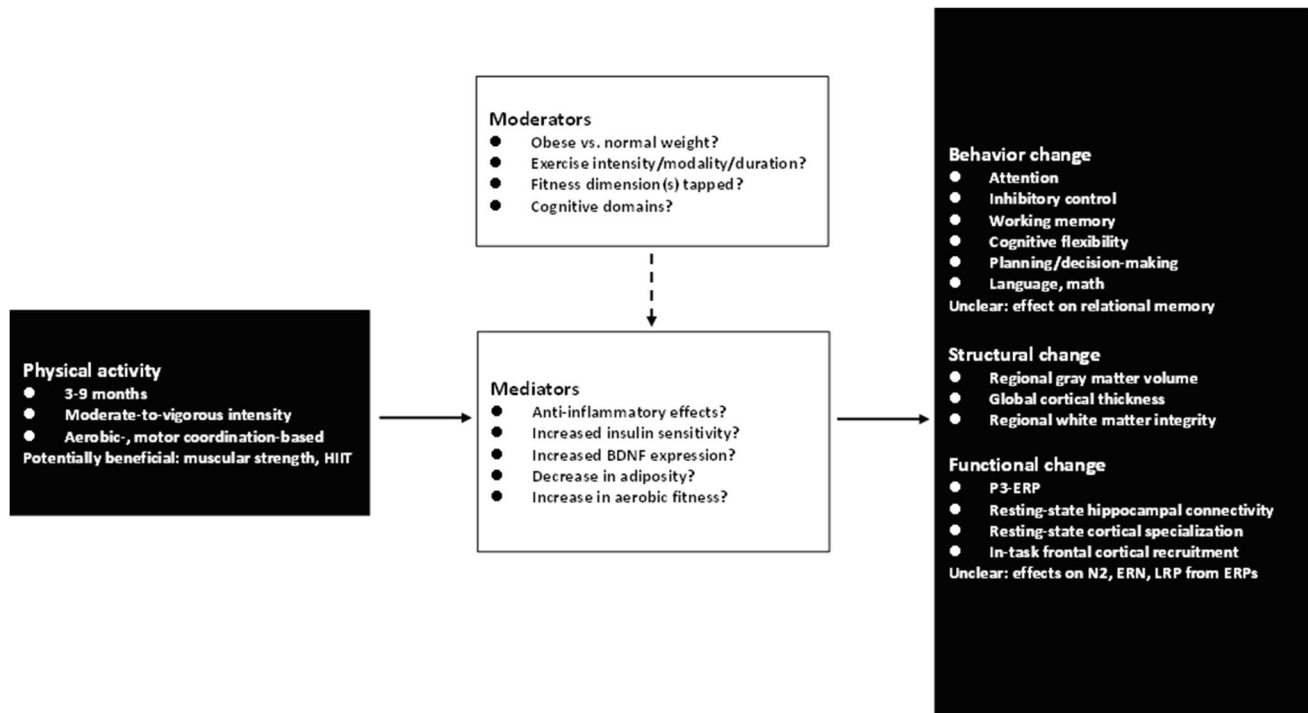 Moderators
● Obese vs. normal weight?
● Exercise intensity/modality/duration?
● Fitness dimension(s) tapped?
● Cognitive domains?
Physical activity
● 3-9 months
● Moderate-to-vigorous intensity
● Aerobic-, motor coordination-based
Potentially beneficial: muscular strength, HIIT
Mediators
● Anti-inflammatory effects?
● Increased insulin sensitivity?
● Increased BDNF expression?
● Decrease in adiposity?
● Increase in aerobic fitness?
Behavior change
● Attention
● Inhibitory control
● Working memory
● Cognitive flexibility
● Planning/decision-making
● Language, math
Unclear: effect on relational memory
Structural change
● Regional gray matter volume
● Global cortical thickness
● Regional white matter integrity
Functional change
● P3-ERP
● Resting-state hippocampal connectivity
● Resting-state cortical specialization
● In-task frontal cortical recruitment
Unclear: effects on N2, ERN, LRP from ERPs